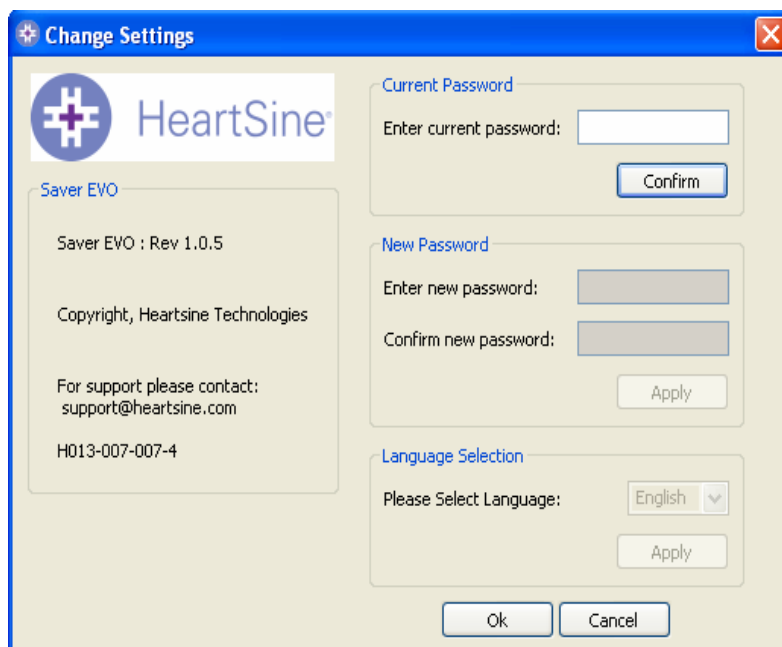 Change Settings
HeartSine®
Saver EVO
Saver EVO : Rev 1.0.5
Copyright, Heartsine Technologies
For support please contact:
support@heartsine.com
H013-007-007-4
Current Password
Enter current password:
Confirm
New Password
Enter new password:
Confirm new password:
Apply
Language Selection
Please Select Language:
English
Apply
Ok
Cancel